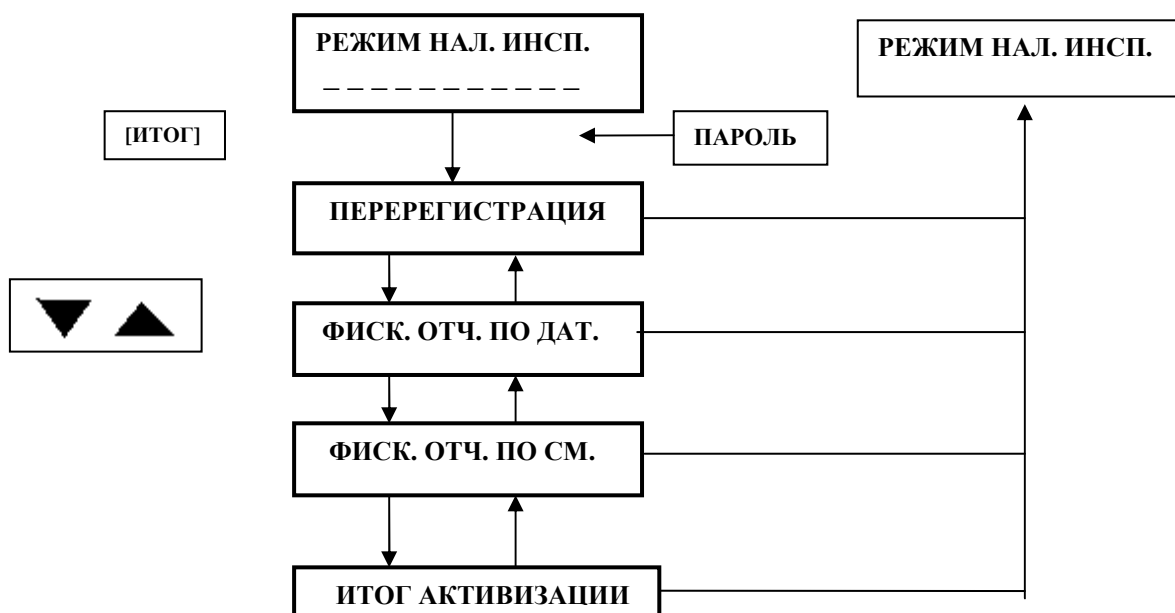 РЕЖИМ НАЛ. ИНСП.
_ _ _ _ _ _ _ _ _ _ _
РЕЖИМ НАЛ. ИНСП.
[ИТОГ]
ПАРОЛЬ
ПЕРЕРЕГИСТРАЦИЯ
ФИСК. ОТЧ. ПО ДАТ.
ФИСК. ОТЧ. ПО СМ.
ИТОГ АКТИВИЗАЦИИ